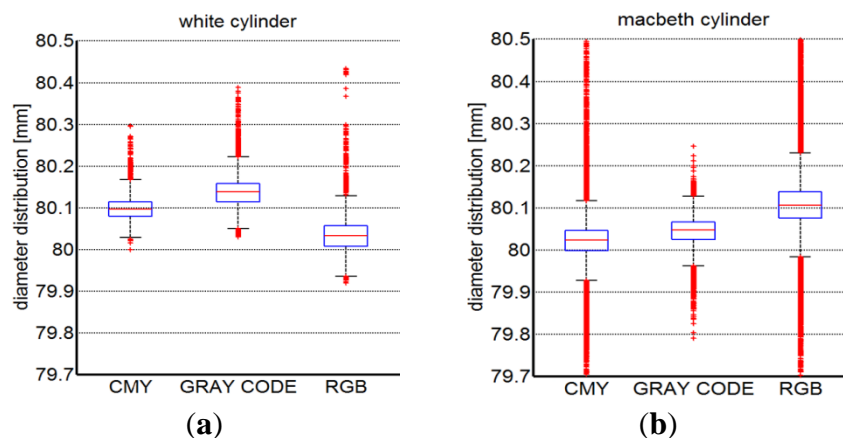 white cylinder
diameter distribution [mm]
80.5
80.4
80.3
80.2
80.1
80
79.9
79.8
79.7
CMY GRAY CODE RGB
(a)
macbeth cylinder
diameter distribution [mm]
80.5
80.4
80.3
80.2
80.1
80
79.9
79.8
79.7
CMY GRAY CODE RGB
(b)